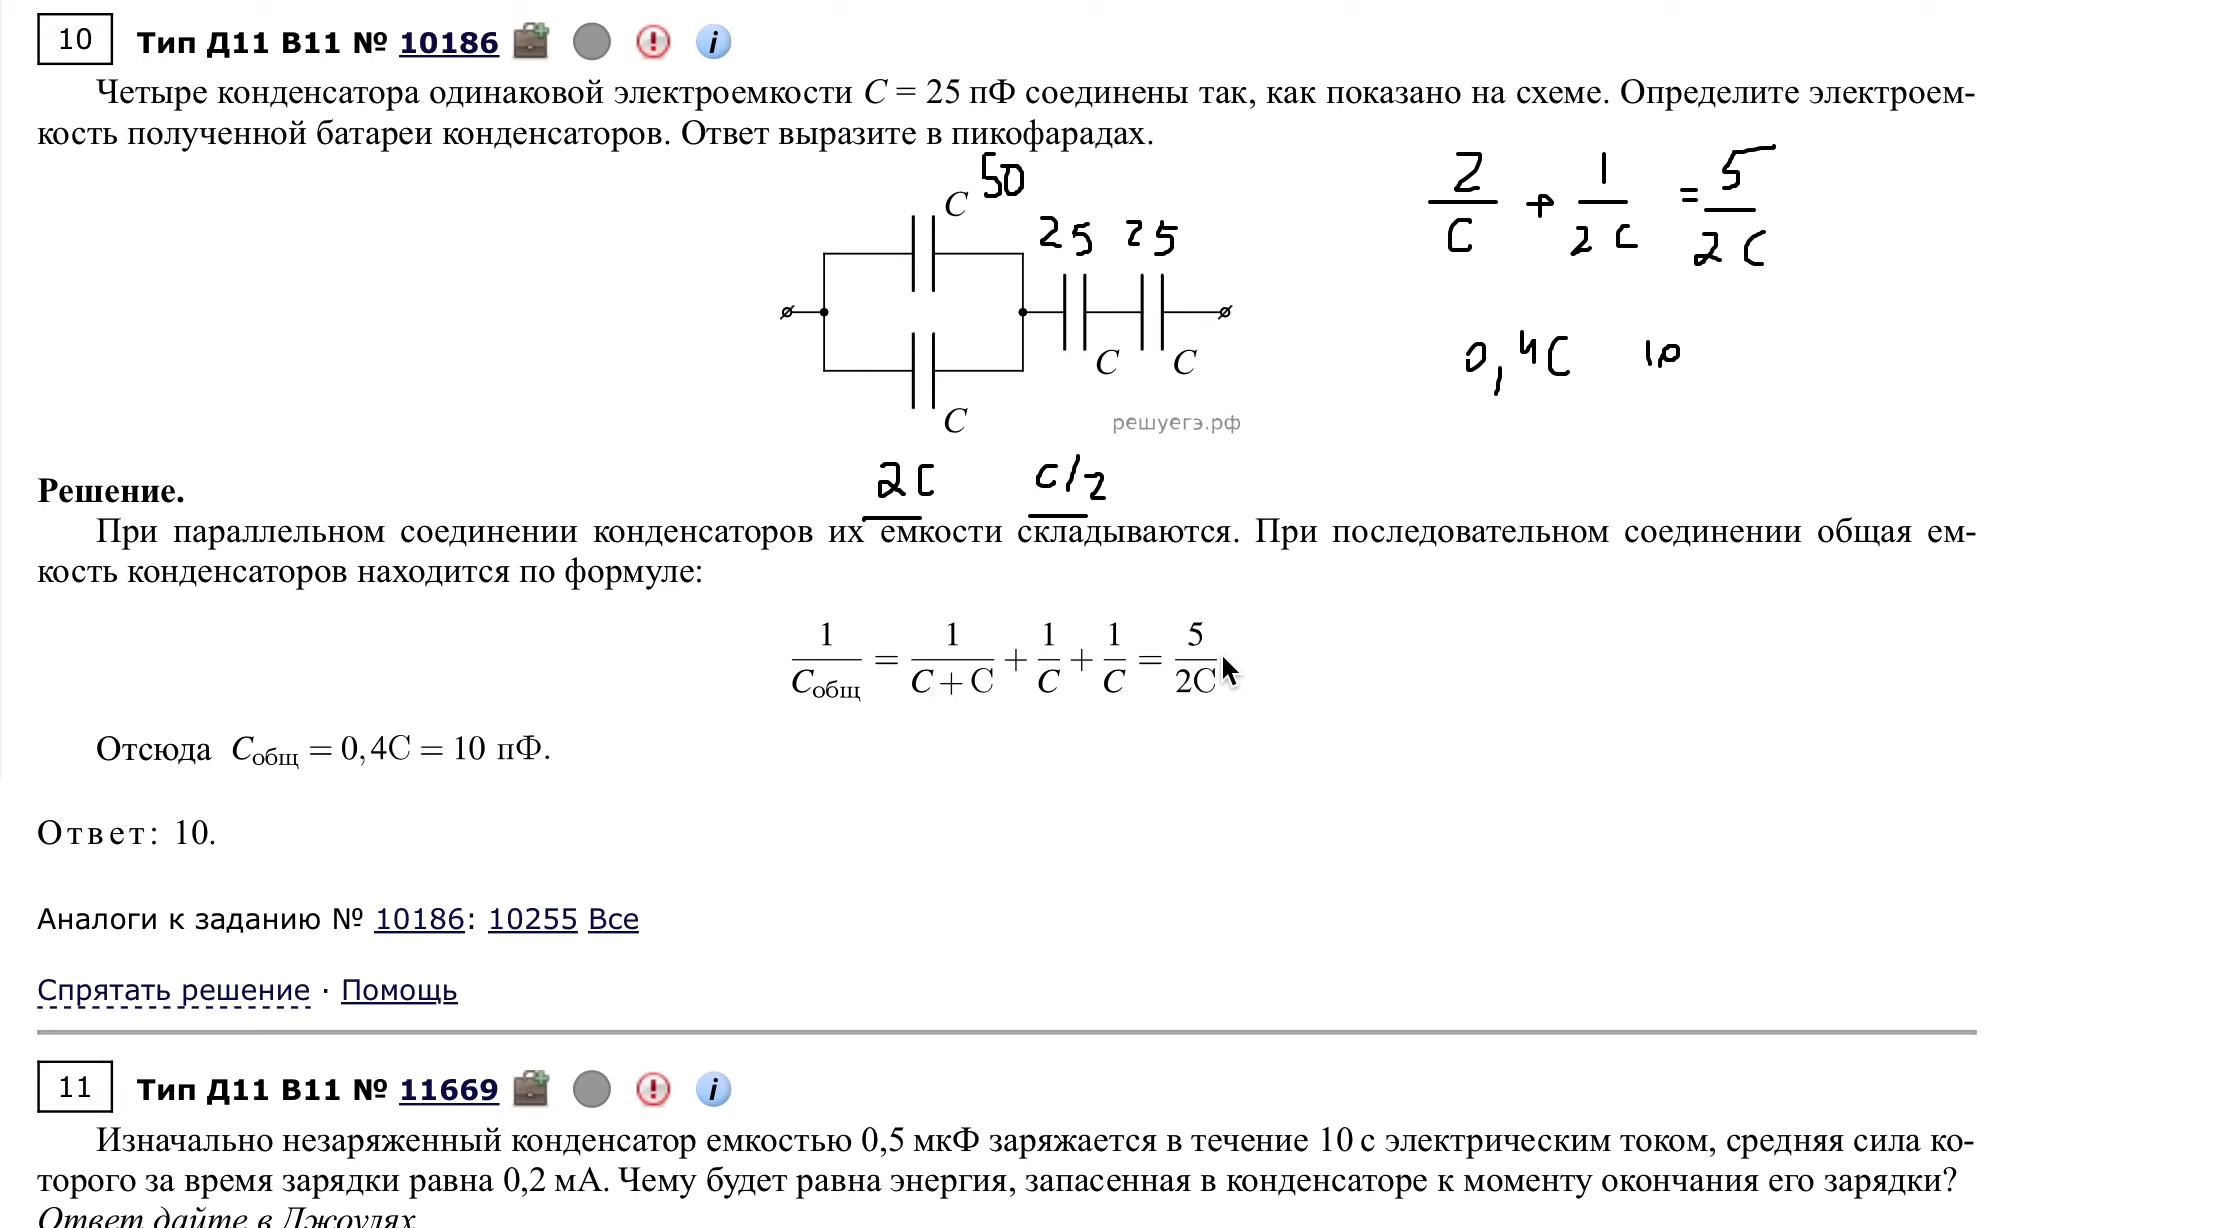 10 Тип Д11 B11 № 10186 i
Четыре конденсатора одинаковой электроемкости C = 25 пФ соединены так, как показано на схеме. Определите электроем-
кость полученной батареи конденсаторов. Ответ выразите в пикофарадах.
C 50
25 25
C C
C
решуегэ.рф
2/C + 1/2C = 5/2C
0,4C 10
2C C/2
Решение.
При параллельном соединении конденсаторов их емкости складываются. При последовательном соединении общая ем-
кость конденсаторов находится по формуле:
1/Cобщ = 1/(C + C) + 1/C + 1/C = 5/2C
Отсюда Cобщ = 0,4C = 10 пФ.
Ответ: 10.
Аналоги к заданию № 10186: 10255 Все
Спрятать решение · Помощь
11 Тип Д11 B11 № 11669 i
Изначально незаряженный конденсатор емкостью 0,5 мкФ заряжается в течение 10 с электрическим током, средняя сила ко-
торого за время зарядки равна 0,2 мА. Чему будет равна энергия, запасенная в конденсаторе к моменту окончания его зарядки?
Ответ дайте в Джоулях